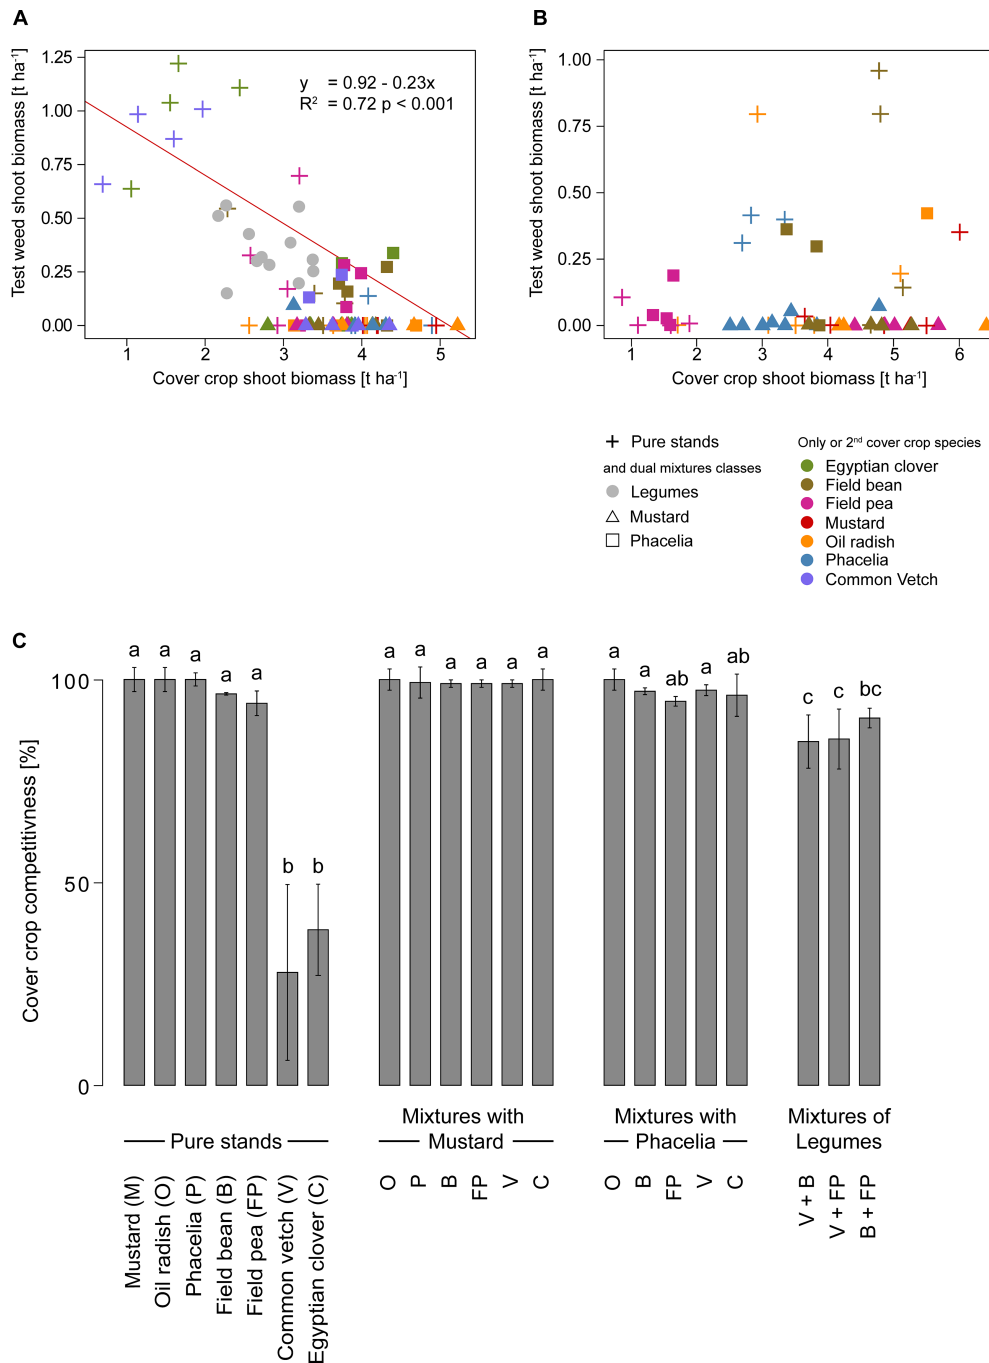 A
B
Test weed shoot biomass [t ha⁻¹]
1.25
1.00
0.75
0.50
0.25
0.00
y = 0.92 - 0.23x
R² = 0.72 p < 0.001
1 2 3 4 5
Cover crop shoot biomass [t ha⁻¹]
Test weed shoot biomass [t ha⁻¹]
1.00
0.75
0.50
0.25
0.00
1 2 3 4 5 6
Cover crop shoot biomass [t ha⁻¹]
Pure stands
and dual mixtures classes
Legumes
Mustard
Phacelia
Only or 2ⁿᵈ cover crop species
Egyptian clover
Field bean
Field pea
Mustard
Oil radish
Phacelia
Common Vetch
C
Cover crop competitivness [%]
100
50
0
a a a a a b b
a a b b b a
a a ab a ab
c c bc
Pure stands
Mixtures with
Mustard
Mixtures with
Phacelia
Mixtures of
Legumes
Mustard (M)
Oil radish (O)
Phacelia (P)
Field bean (B)
Field pea (FP)
Common vetch (V)
Egyptian clover (C)
O
P
B
FP
V
C
O
B
FP
V
C
V + B
V + FP
B + FP